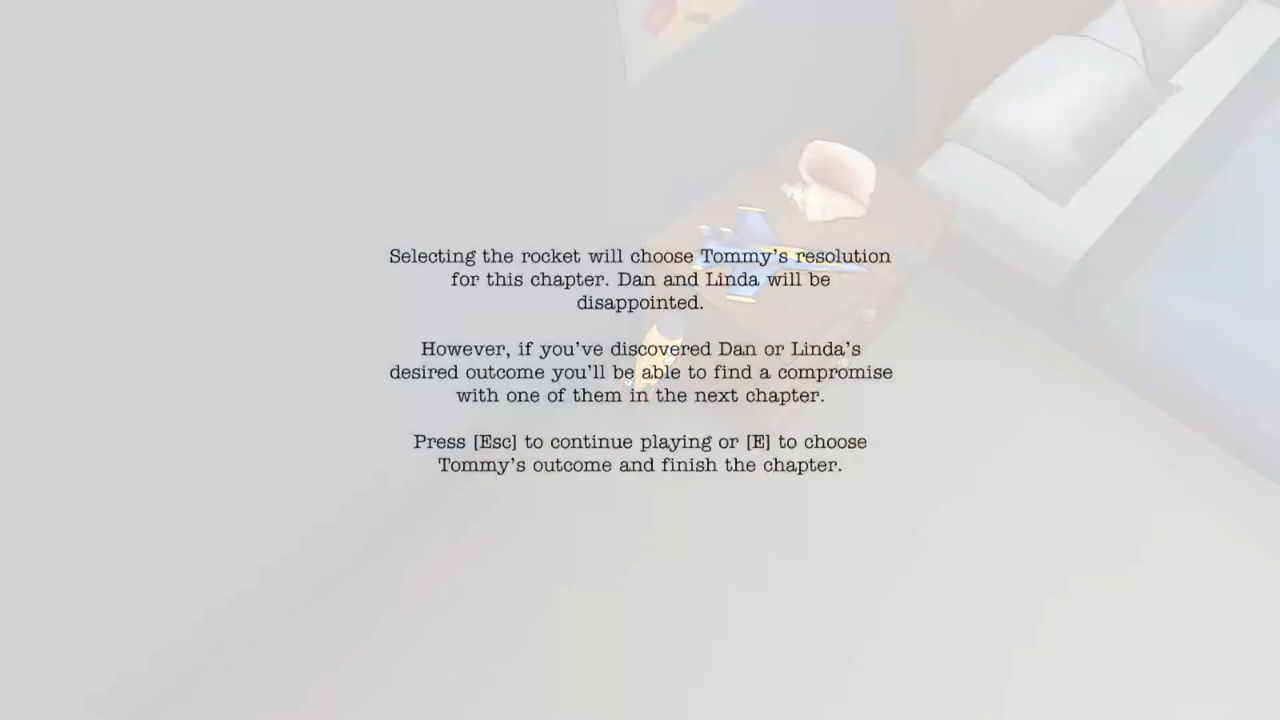 Selecting the rocket will choose Tommy's resolution
for this chapter. Dan and Linda will be
disappointed.
However, if you've discovered Dan or Linda's
desired outcome you'll be able to find a compromise
with one of them in the next chapter.
Press [Esc] to continue playing or [E] to choose
Tommy's outcome and finish the chapter.